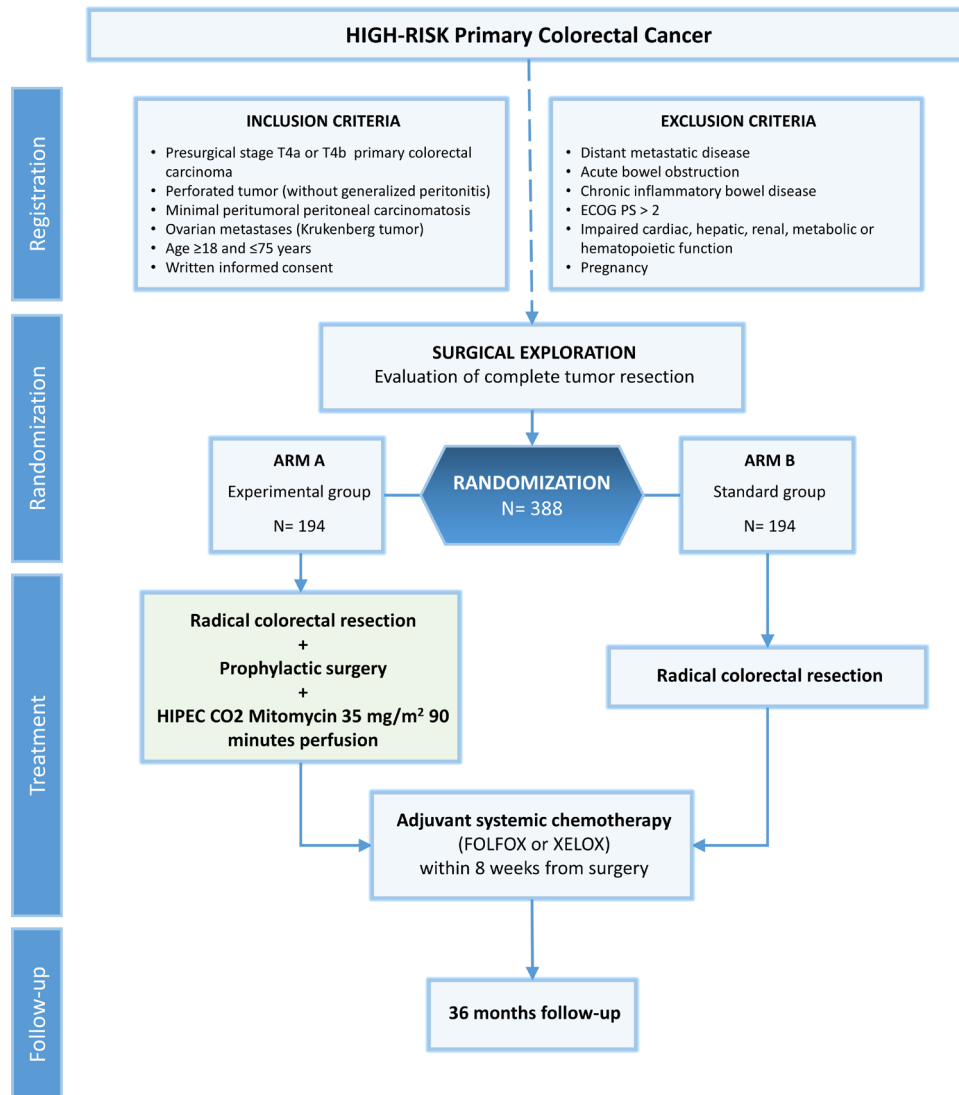 HIGH-RISK Primary Colorectal Cancer
Registration
INCLUSION CRITERIA
• Presurgical stage T4a or T4b primary colorectal
carcinoma
• Perforated tumor (without generalized peritonitis)
• Minimal peritumoral peritoneal carcinomatosis
• Ovarian metastases (Krukenberg tumor)
• Age ≥18 and ≤75 years
• Written informed consent
EXCLUSION CRITERIA
• Distant metastatic disease
• Acute bowel obstruction
• Chronic inflammatory bowel disease
• ECOG PS > 2
• Impaired cardiac, hepatic, renal, metabolic or
hematopoietic function
• Pregnancy
Randomization
SURGICAL EXPLORATION
Evaluation of complete tumor resection
ARM A
Experimental group
N= 194
RANDOMIZATION
N= 388
ARM B
Standard group
N= 194
Treatment
Radical colorectal resection
+
Prophylactic surgery
+
HIPEC CO2 Mitomycin 35 mg/m² 90
minutes perfusion
Radical colorectal resection
Adjuvant systemic chemotherapy
(FOLFOX or XELOX)
within 8 weeks from surgery
Follow-up
36 months follow-up